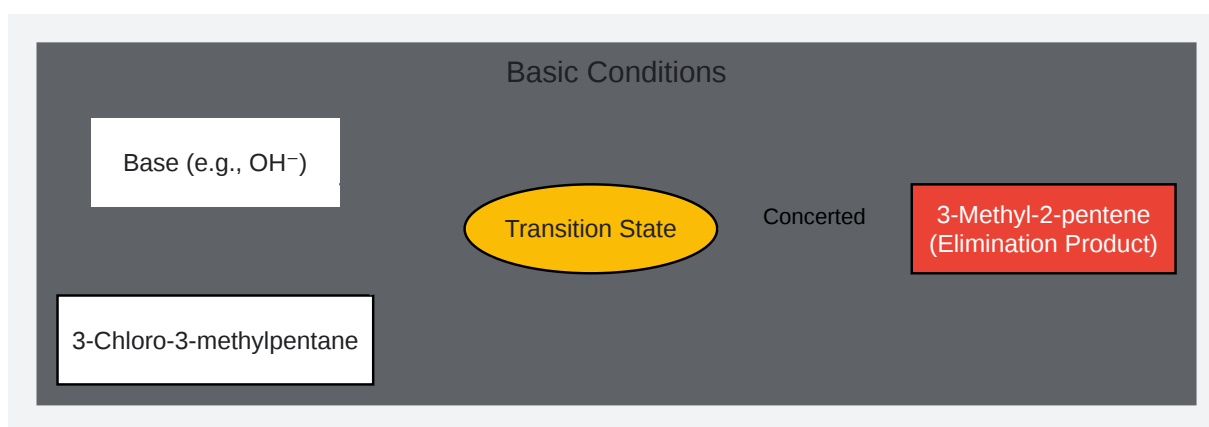 Basic Conditions
Base (e.g., OH⁻)
Transition State
Concerted
3-Methyl-2-pentene
(Elimination Product)
3-Chloro-3-methylpentane